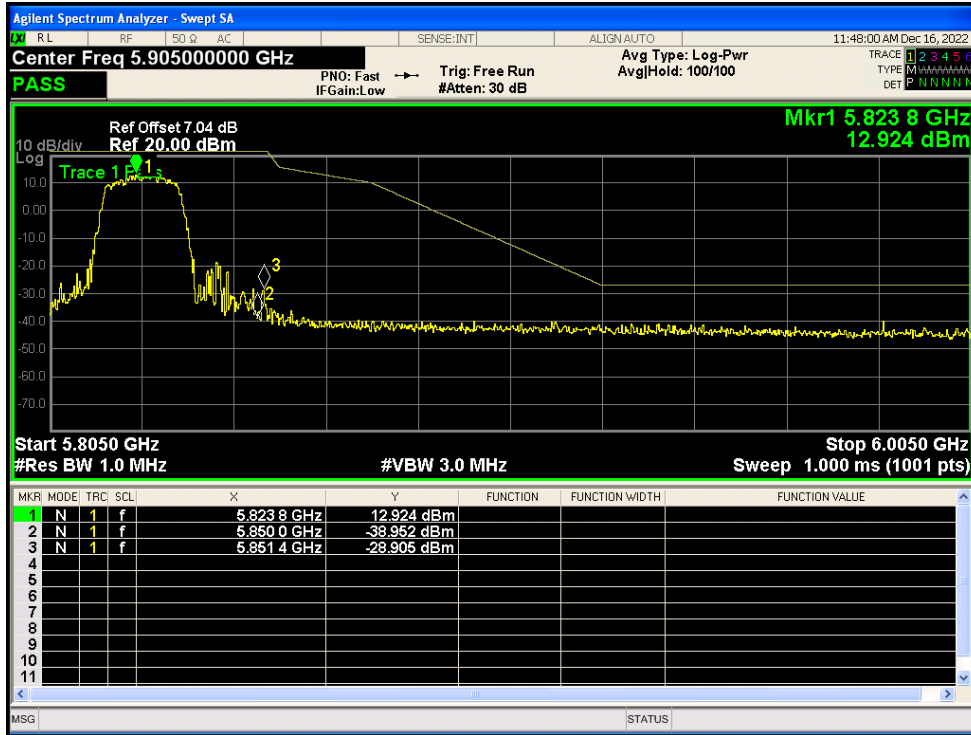 Agilent Spectrum Analyzer - Swept SA
LXI RL RF 50 Ω AC SENSE:INT ALIGN AUTO 11:48:00 AM Dec 16, 2022
Center Freq 5.905000000 GHz
PASS
PNO: Fast
IFGain:Low
Trig: Free Run
#Atten: 30 dB
Avg Type: Log-Pwr
Avg|Hold: 100/100
TRACE 1 2 3 4 5 6
TYPE M
DET P N N N N N
Mkr1 5.823 8 GHz
12.924 dBm
Ref Offset 7.04 dB
10 dB/div Ref 20.00 dBm
Log
Trace 1
1
10.0
0.00
-10.0
-20.0
3
-30.0
2
-40.0
-50.0
-60.0
-70.0
Start 5.8050 GHz Stop 6.0050 GHz
#Res BW 1.0 MHz #VBW 3.0 MHz Sweep 1.000 ms (1001 pts)
MKR MODE TRC SCL X Y FUNCTION FUNCTION WIDTH FUNCTION VALUE
1 N 1 f 5.823 8 GHz 12.924 dBm
2 N 1 f 5.850 0 GHz -38.952 dBm
3 N 1 f 5.851 4 GHz -28.905 dBm
4
5
6
7
8
9
10
11
MSG STATUS